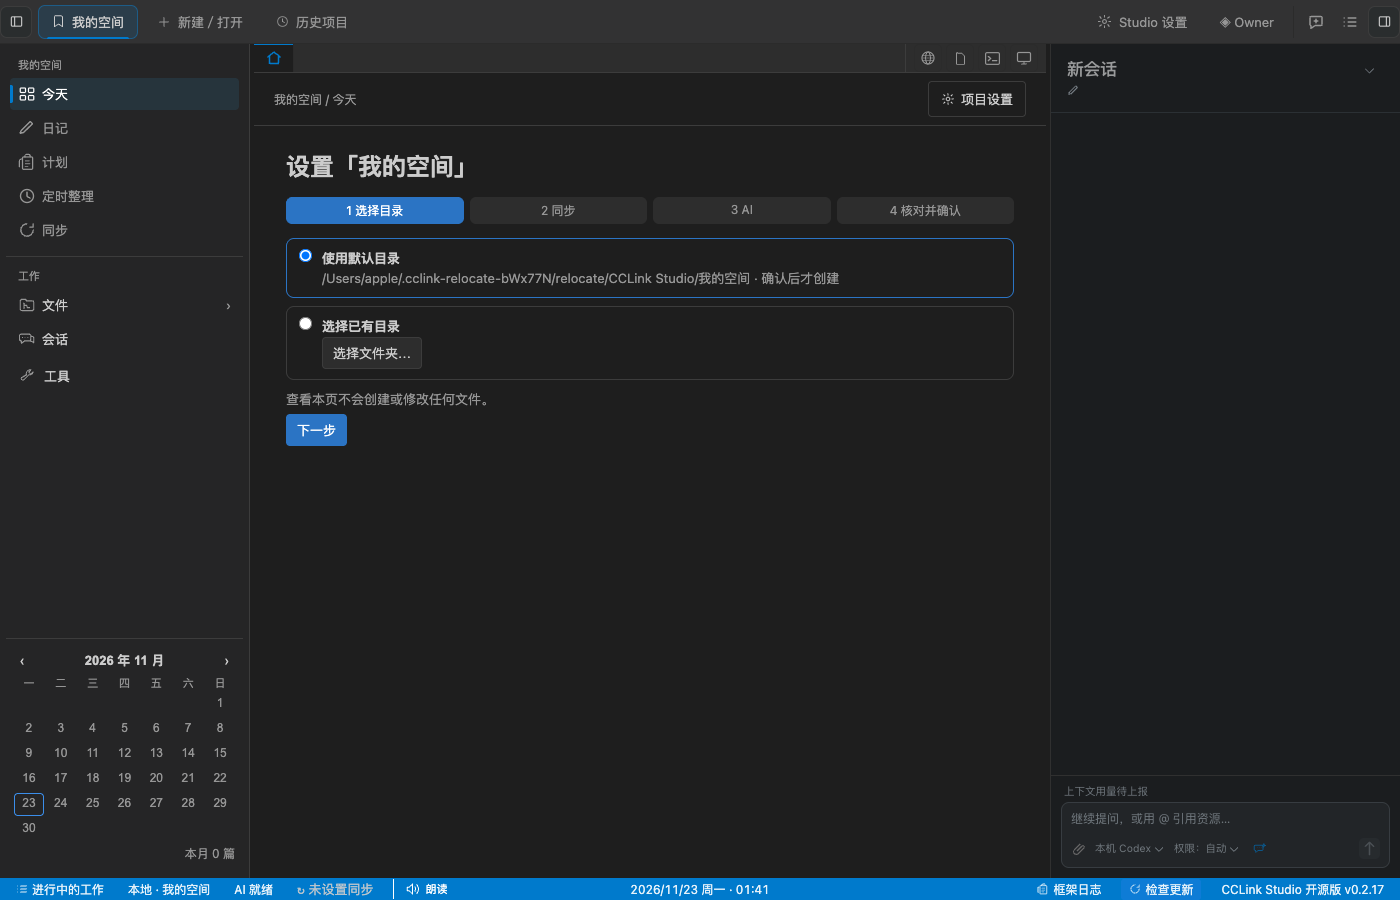 我的空间
新建 / 打开
历史项目
Studio 设置
Owner
我的空间
今天
日记
计划
定时整理
同步
工作
文件
会话
工具
‹ 2026 年 11 月 ›
一 二 三 四 五 六 日
1
2 3 4 5 6 7 8
9 10 11 12 13 14 15
16 17 18 19 20 21 22
23 24 25 26 27 28 29
30
本月 0 篇
我的空间 / 今天
项目设置
设置「我的空间」
1 选择目录
2 同步
3 AI
4 核对并确认
使用默认目录
/Users/apple/.cclink-relocate-bWx77N/relocate/CCLink Studio/我的空间 · 确认后才创建
选择已有目录
选择文件夹...
查看本页不会创建或修改任何文件。
下一步
新会话
上下文用量待上报
继续提问，或用 @ 引用资源...
本机 Codex
权限：自动
进行中的工作
本地 · 我的空间
AI 就绪
未设置同步
朗读
2026/11/23 周一 · 01:41
框架日志
检查更新
CCLink Studio 开源版 v0.2.17